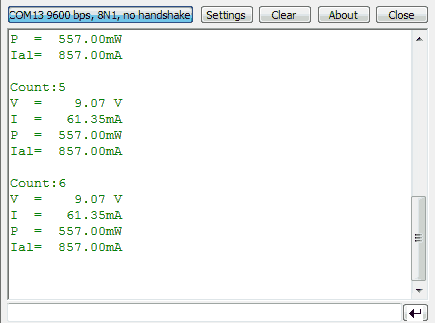 COM13 9600 bps, 8N1, no handshake Settings Clear About Close
P  =  557.00mW
Ial=  857.00mA
Count:5
V  =    9.07 V
I  =   61.35mA
P  =  557.00mW
Ial=  857.00mA
Count:6
V  =    9.07 V
I  =   61.35mA
P  =  557.00mW
Ial=  857.00mA